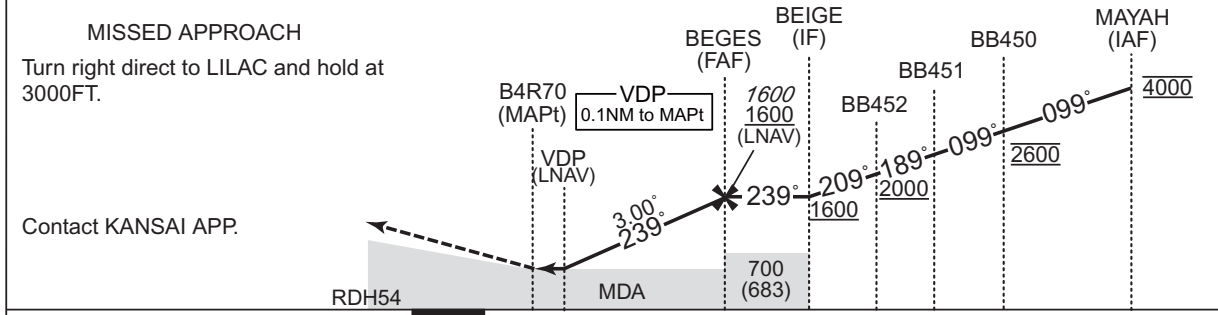 MISSED APPROACH
Turn right direct to LILAC and hold at
3000FT.
Contact KANSAI APP.
RDH54
B4R70
(MAPt)
VDP
0.1NM to MAPt
VDP
(LNAV)
BEGES
(FAF)
1600
1600
(LNAV)
BEIGE
(IF)
BB452
BB451
BB450
MAYAH
(IAF)
3.00°
239°
239°
209°
189°
099°
099°
1600
2000
2600
4000
MDA
700
(683)